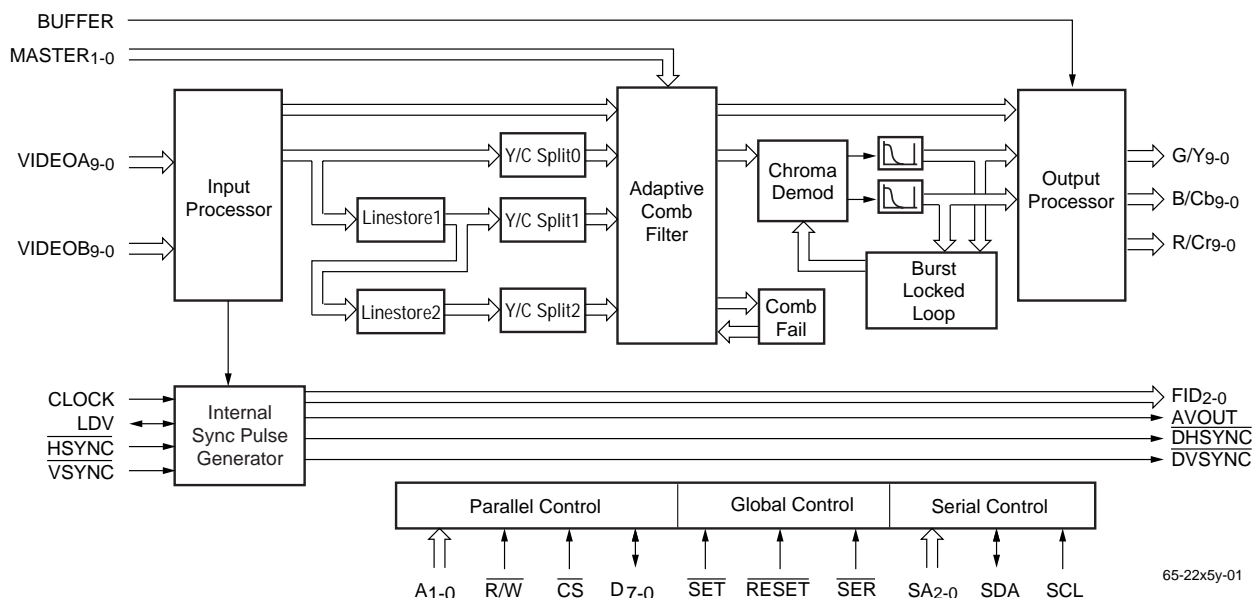 BUFFER
MASTER1-0
VIDEOA9-0
VIDEOB9-0
Input
Processor
Linestore1
Linestore2
Y/C Split0
Y/C Split1
Y/C Split2
Adaptive
Comb
Filter
Comb
Fail
Chroma
Demod
Burst
Locked
Loop
Output
Processor
G/Y9-0
B/Cb9-0
R/Cr9-0
CLOCK
LDV
HSYNC
VSYNC
Internal
Sync Pulse
Generator
FID2-0
AVOUT
DHSYNC
DVSYNC
Parallel Control
Global Control
Serial Control
A1-0
R/W
CS
D7-0
SET
RESET
SER
SA2-0
SDA
SCL
65-22x5y-01